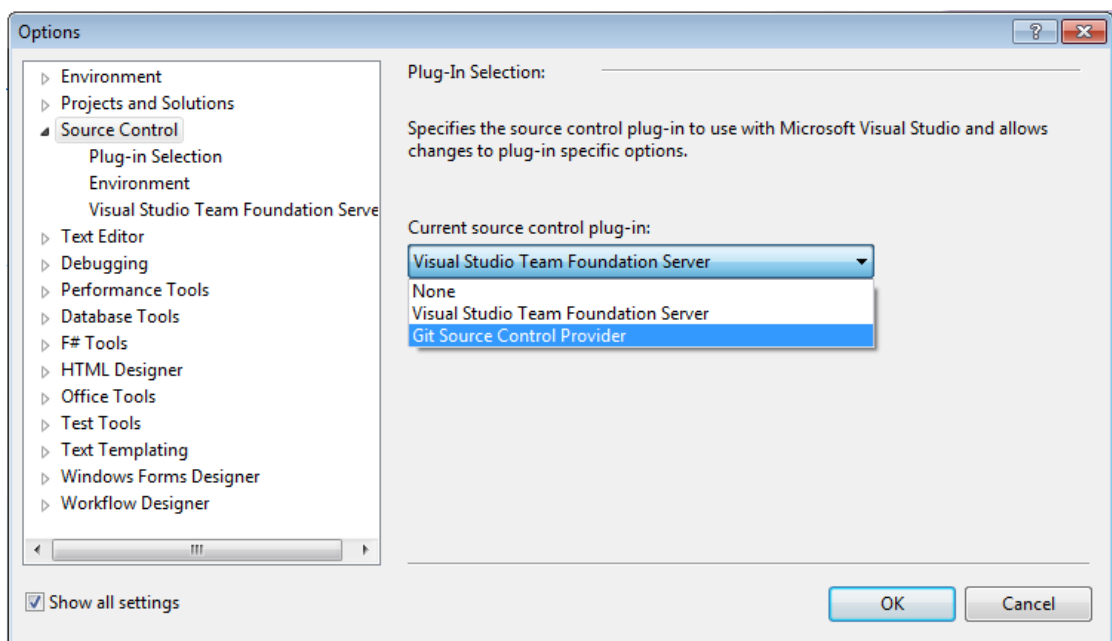 Options
Environment
Projects and Solutions
Source Control
Plug-in Selection
Environment
Visual Studio Team Foundation Serve
Text Editor
Debugging
Performance Tools
Database Tools
F# Tools
HTML Designer
Office Tools
Test Tools
Text Templating
Windows Forms Designer
Workflow Designer
Show all settings
Plug-In Selection:
Specifies the source control plug-in to use with Microsoft Visual Studio and allows
changes to plug-in specific options.
Current source control plug-in:
Visual Studio Team Foundation Server
None
Visual Studio Team Foundation Server
Git Source Control Provider
OK
Cancel